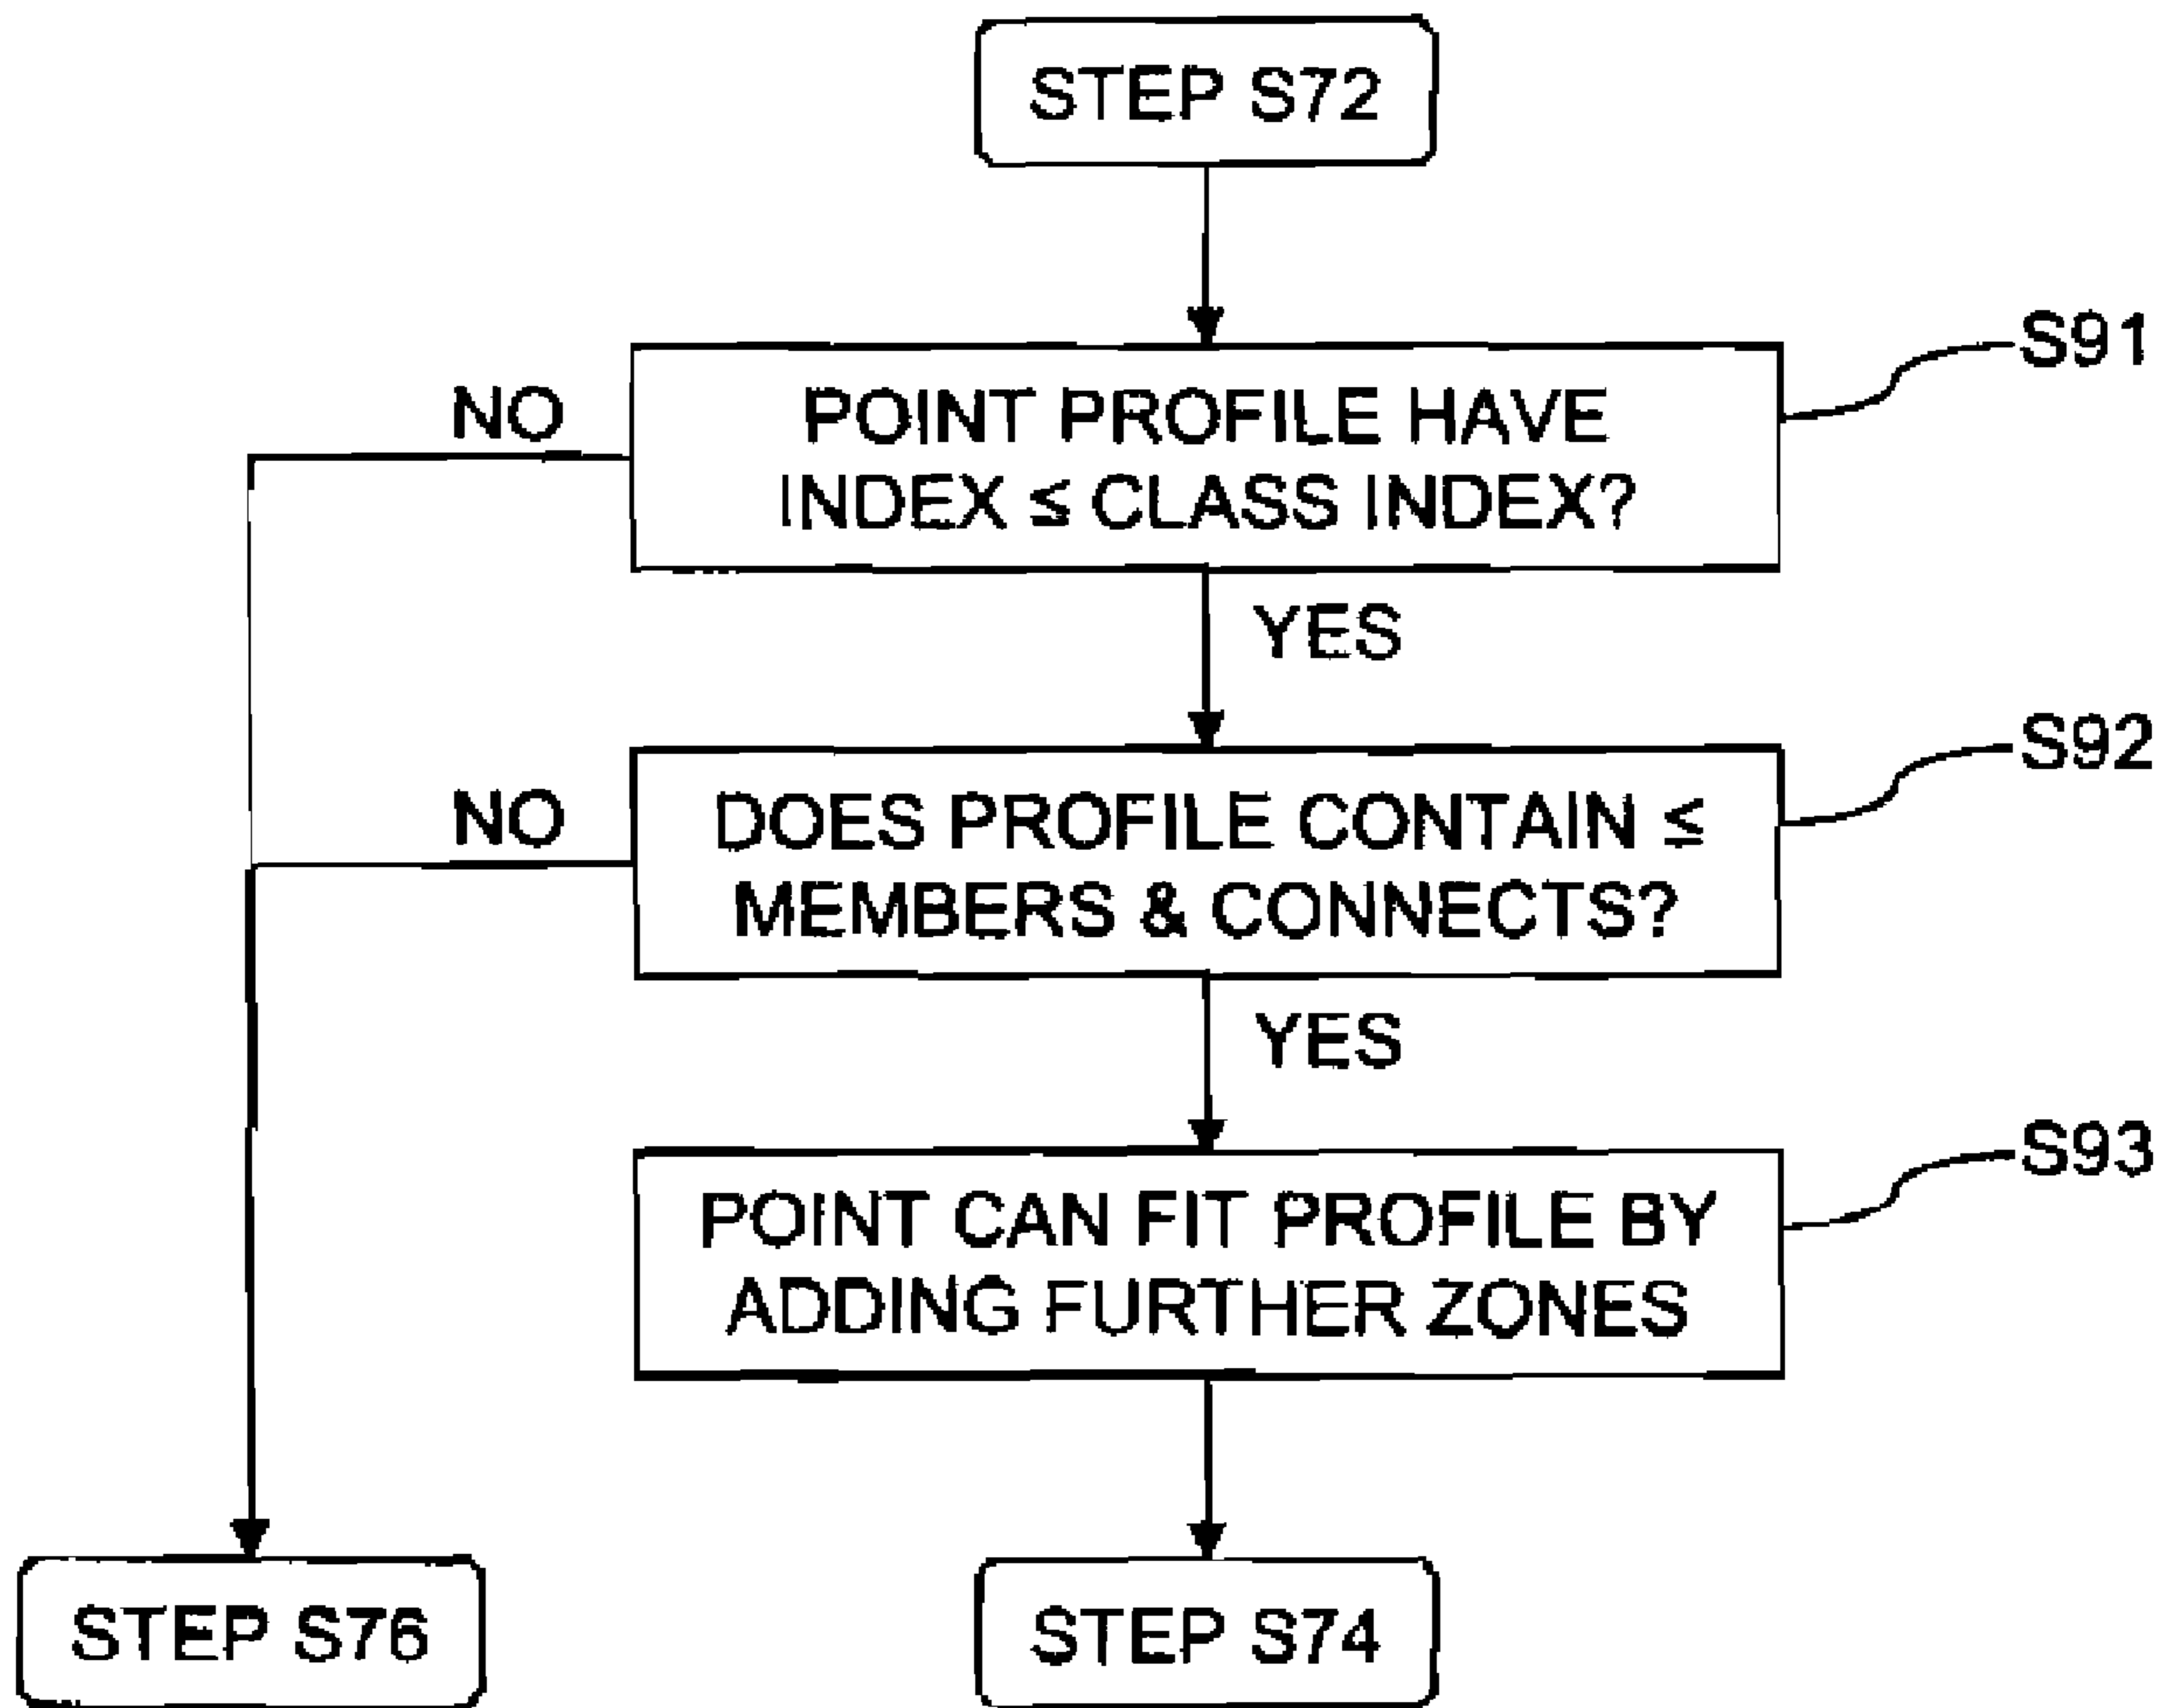 STEP S72
S91
NO
POINT PROFILE HAVE
INDEX ≤ CLASS INDEX?
YES
S92
NO
DOES PROFILE CONTAIN ≤
MEMBERS & CONNECTS?
YES
S93
POINT CAN FIT PROFILE BY
ADDING FURTHER ZONES
STEP S76
STEP S74